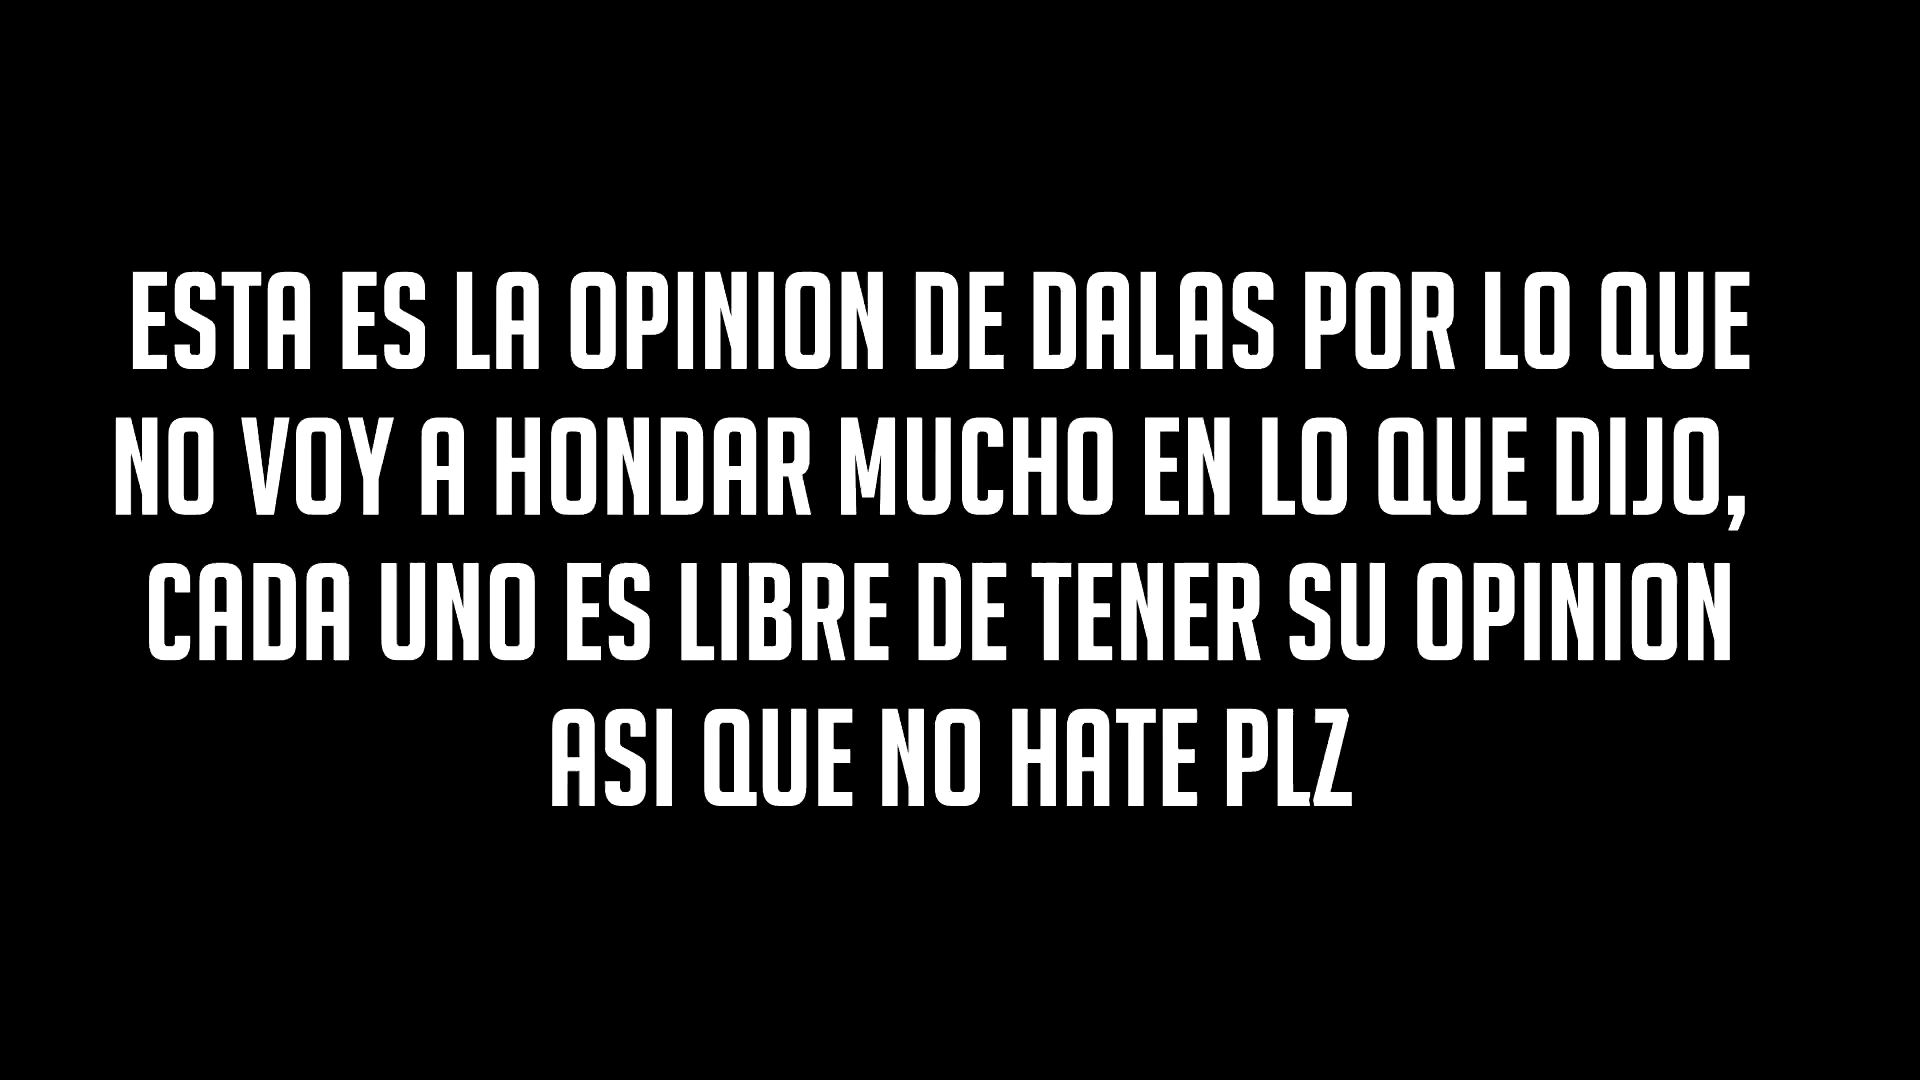 ESTA ES LA OPINION DE DALAS POR LO QUE
NO VOY A HONDAR MUCHO EN LO QUE DIJO,
CADA UNO ES LIBRE DE TENER SU OPINION
ASI QUE NO HATE PLZ